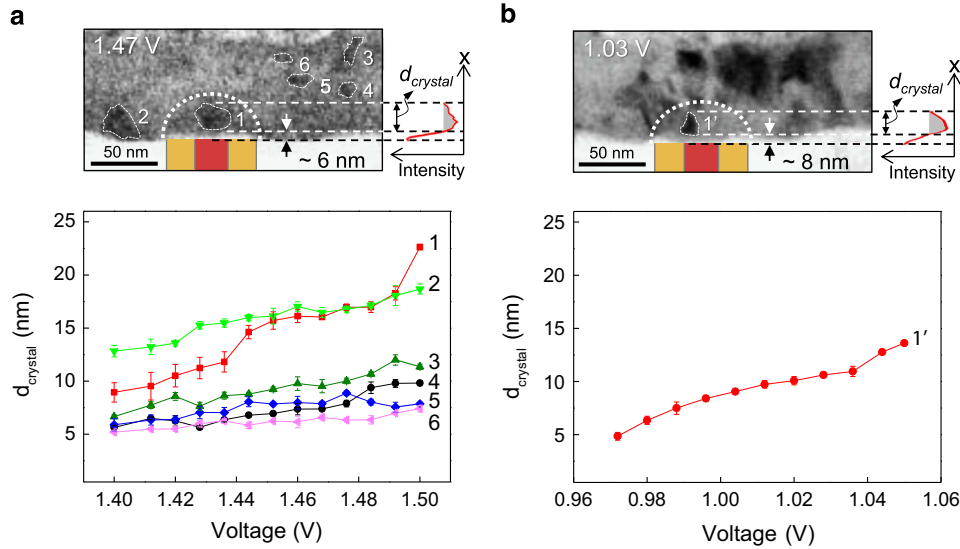 a
1.47 V
1
2
3
4
5
6
50 nm
~ 6 nm
d_crystal
X
Intensity
25
20
15
10
5
d_crystal (nm)
1
2
3
4
5
6
1.40 1.42 1.44 1.46 1.48 1.50
Voltage (V)
b
1.03 V
1′
50 nm
~ 8 nm
d_crystal
X
Intensity
25
20
15
10
5
d_crystal (nm)
1′
0.96 0.98 1.00 1.02 1.04 1.06
Voltage (V)